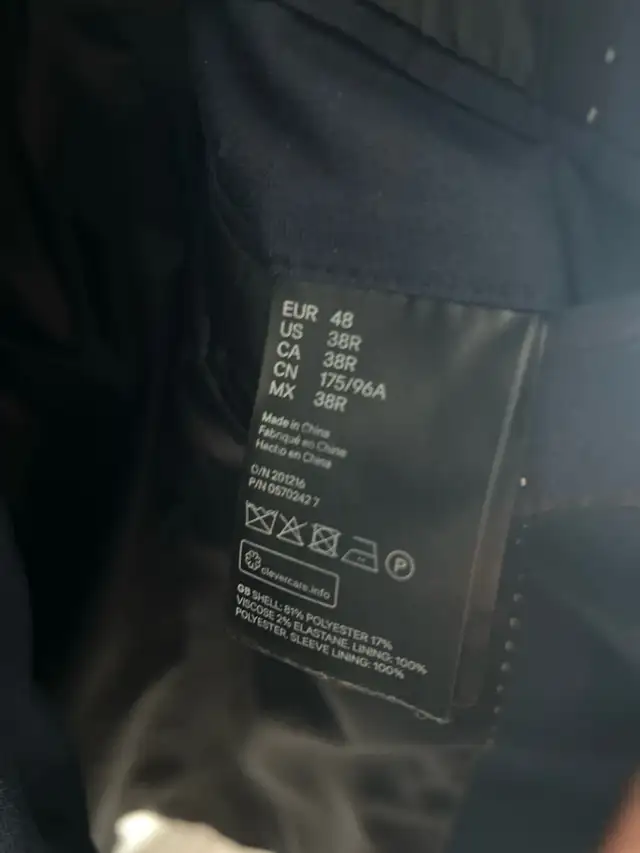 EUR 48
US 38R
CA 38R
CN 175/96A
MX 38R
Made in China
Fabriqué en Chine
Hecho en China
O/N 201216
P/N 0570242 7
P
clevercare.info
GB SHELL: 81% POLYESTER 17%
VISCOSE 2% ELASTANE. LINING: 100%
POLYESTER. SLEEVE LINING: 100%